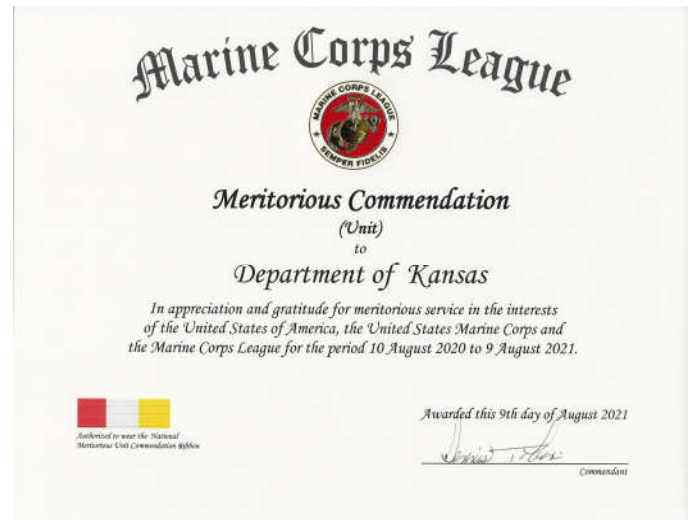 Marine Corps League
MARINE CORPS LEAGUE
SEMPER FIDELIS
Meritorious Commendation
(Unit)
to
Department of Kansas
In appreciation and gratitude for meritorious service in the interests
of the United States of America, the United States Marine Corps and
the Marine Corps League for the period 10 August 2020 to 9 August 2021.
Authorized to wear the National
Meritorious Unit Commendation Ribbon
Awarded this 9th day of August 2021
Commandant